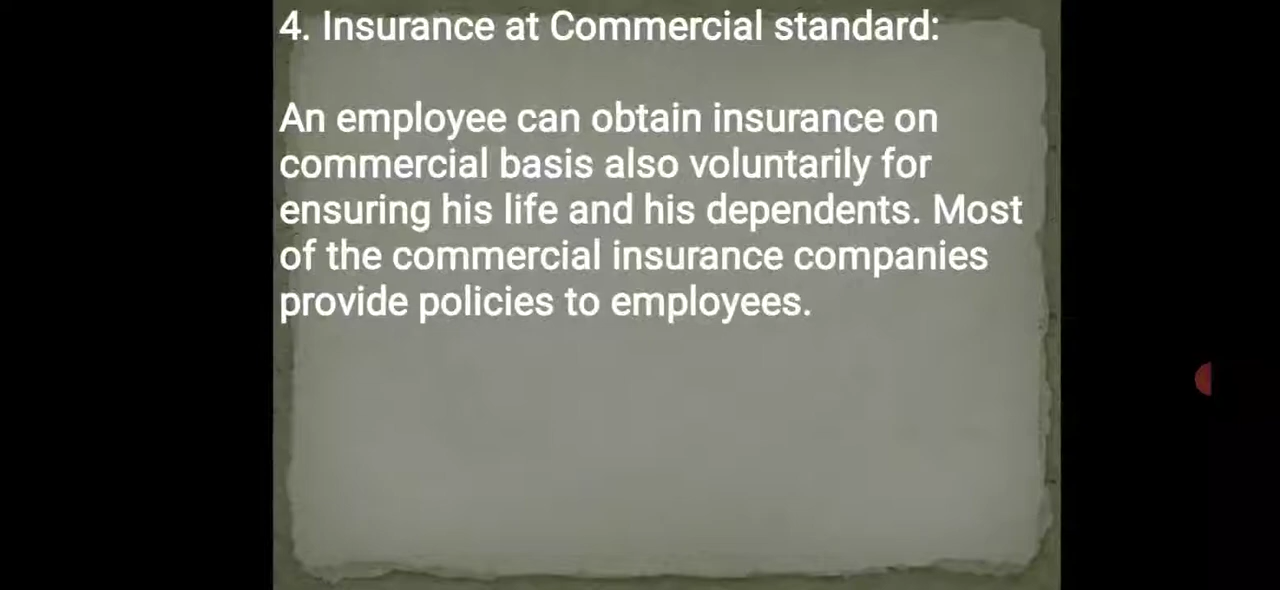 4. Insurance at Commercial standard:
An employee can obtain insurance on
commercial basis also voluntarily for
ensuring his life and his dependents. Most
of the commercial insurance companies
provide policies to employees.